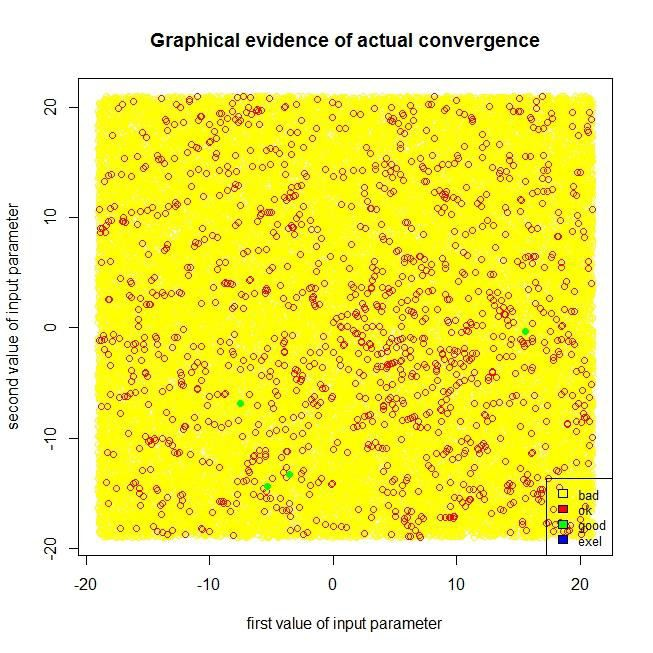 Graphical evidence of actual convergence
second value of input parameter
20
10
0
-10
-20
bad
ok
good
exel
-20
-10
0
10
20
first value of input parameter